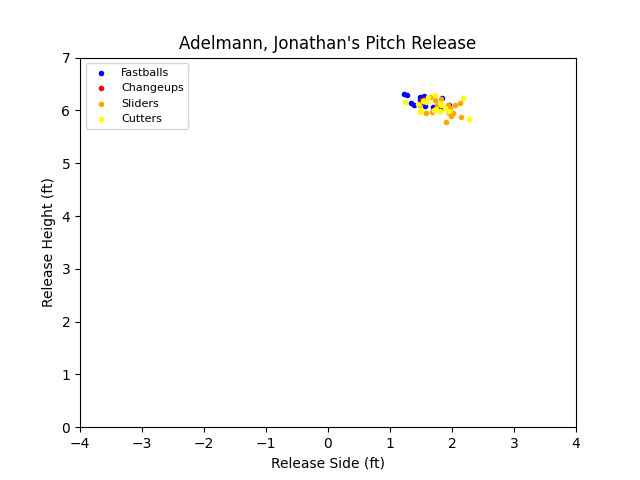 Adelmann, Jonathan's Pitch Release
7
Fastballs
Changeups
Sliders
Cutters
6
5
4
3
2
1
0
Release Height (ft)
−4
−3
−2
−1
0
1
2
3
4
Release Side (ft)